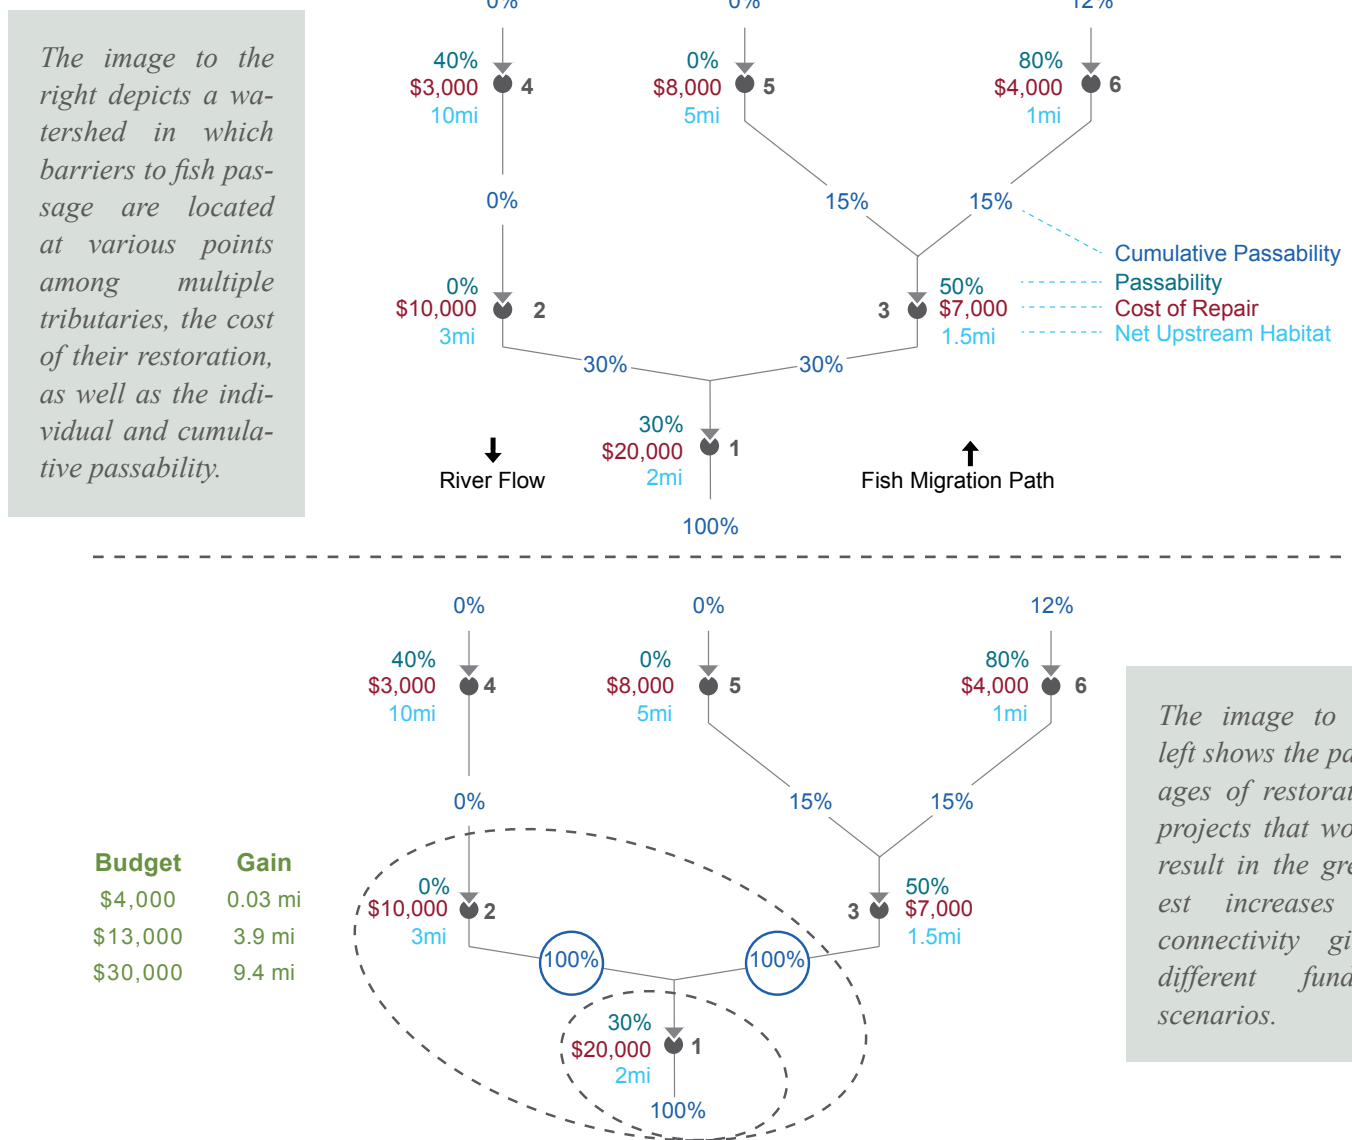 The image to the
right depicts a wa-
tershed in which
barriers to fish pas-
sage are located
at various points
among multiple
tributaries, the cost
of their restoration,
as well as the indi-
vidual and cumula-
tive passability.
0%
0%
12%
40%
$3,000
10mi
4
0%
$8,000
5mi
5
80%
$4,000
1mi
6
0%
15%
15%
Cumulative Passability
Passability
Cost of Repair
Net Upstream Habitat
0%
$10,000
3mi
2
3
50%
$7,000
1.5mi
30%
30%
30%
$20,000
2mi
1
River Flow
Fish Migration Path
100%
0%
0%
12%
40%
$3,000
10mi
4
0%
$8,000
5mi
5
80%
$4,000
1mi
6
0%
15%
15%
Budget Gain
$4,000 0.03 mi
$13,000 3.9 mi
$30,000 9.4 mi
0%
$10,000
3mi
2
3
50%
$7,000
1.5mi
100%
100%
30%
$20,000
2mi
1
100%
The image to
left shows the pa
ages of restorat
projects that wo
result in the gre
est increases
connectivity gi
different fund
scenarios.